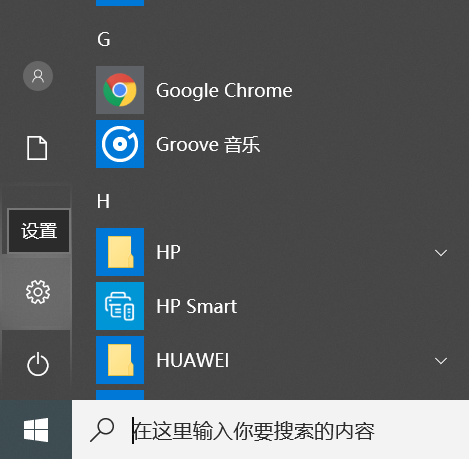 G
Google Chrome
Groove 音乐
H
设置
HP
HP Smart
HUAWEI
在这里输入你要搜索的内容